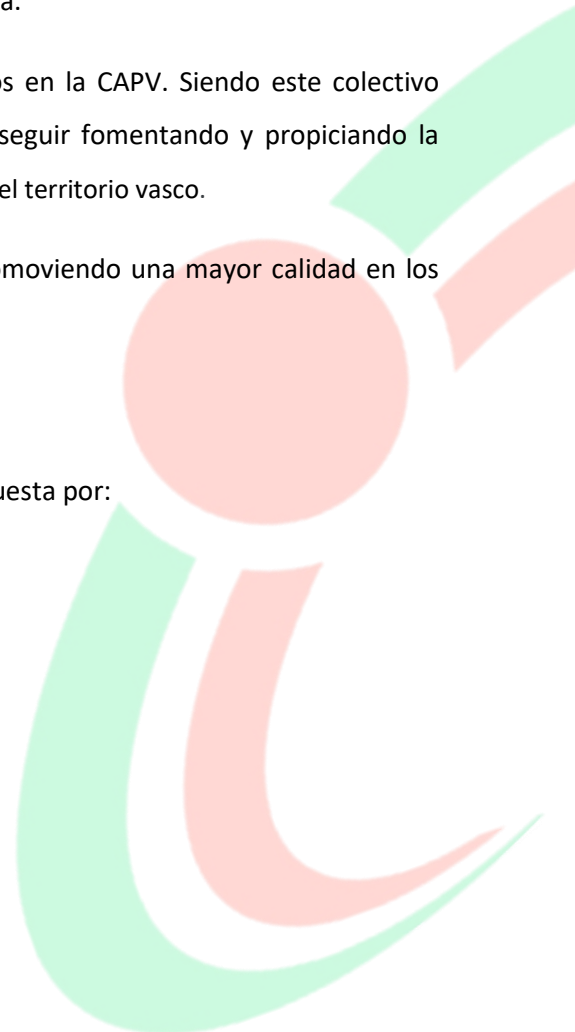 a.
os en la CAPV. Siendo este colectivo
seguir fomentando y propiciando la
el territorio vasco.
omoviendo una mayor calidad en los
uesta por: